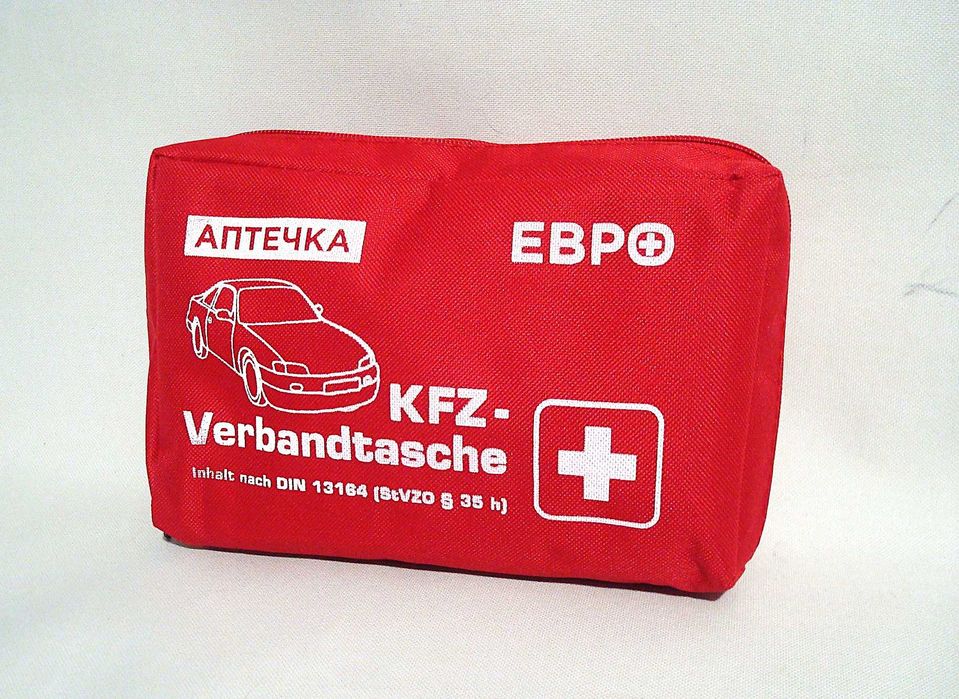 АПТЕЧКА
ЕВРО
KFZ-
Verbandtasche
Inhalt nach DIN 13164 (StVZO § 35 h)